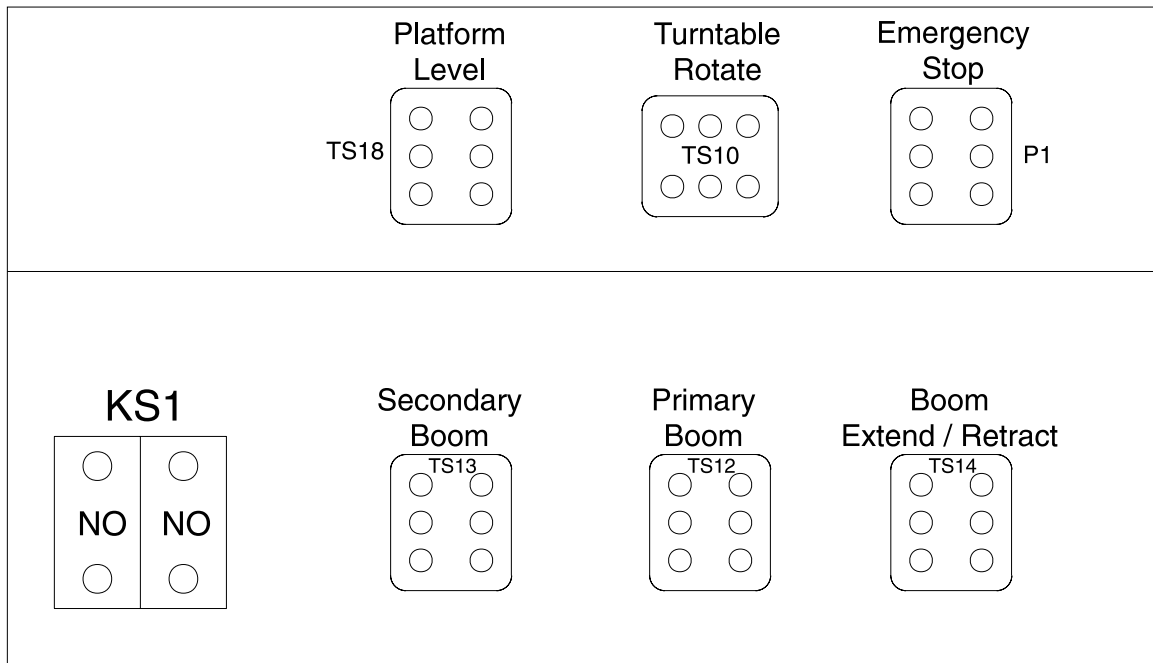 Platform
Level
Turntable
Rotate
Emergency
Stop
TS18
TS10
P1
KS1
NO
NO
Secondary
Boom
TS13
Primary
Boom
TS12
Boom
Extend / Retract
TS14